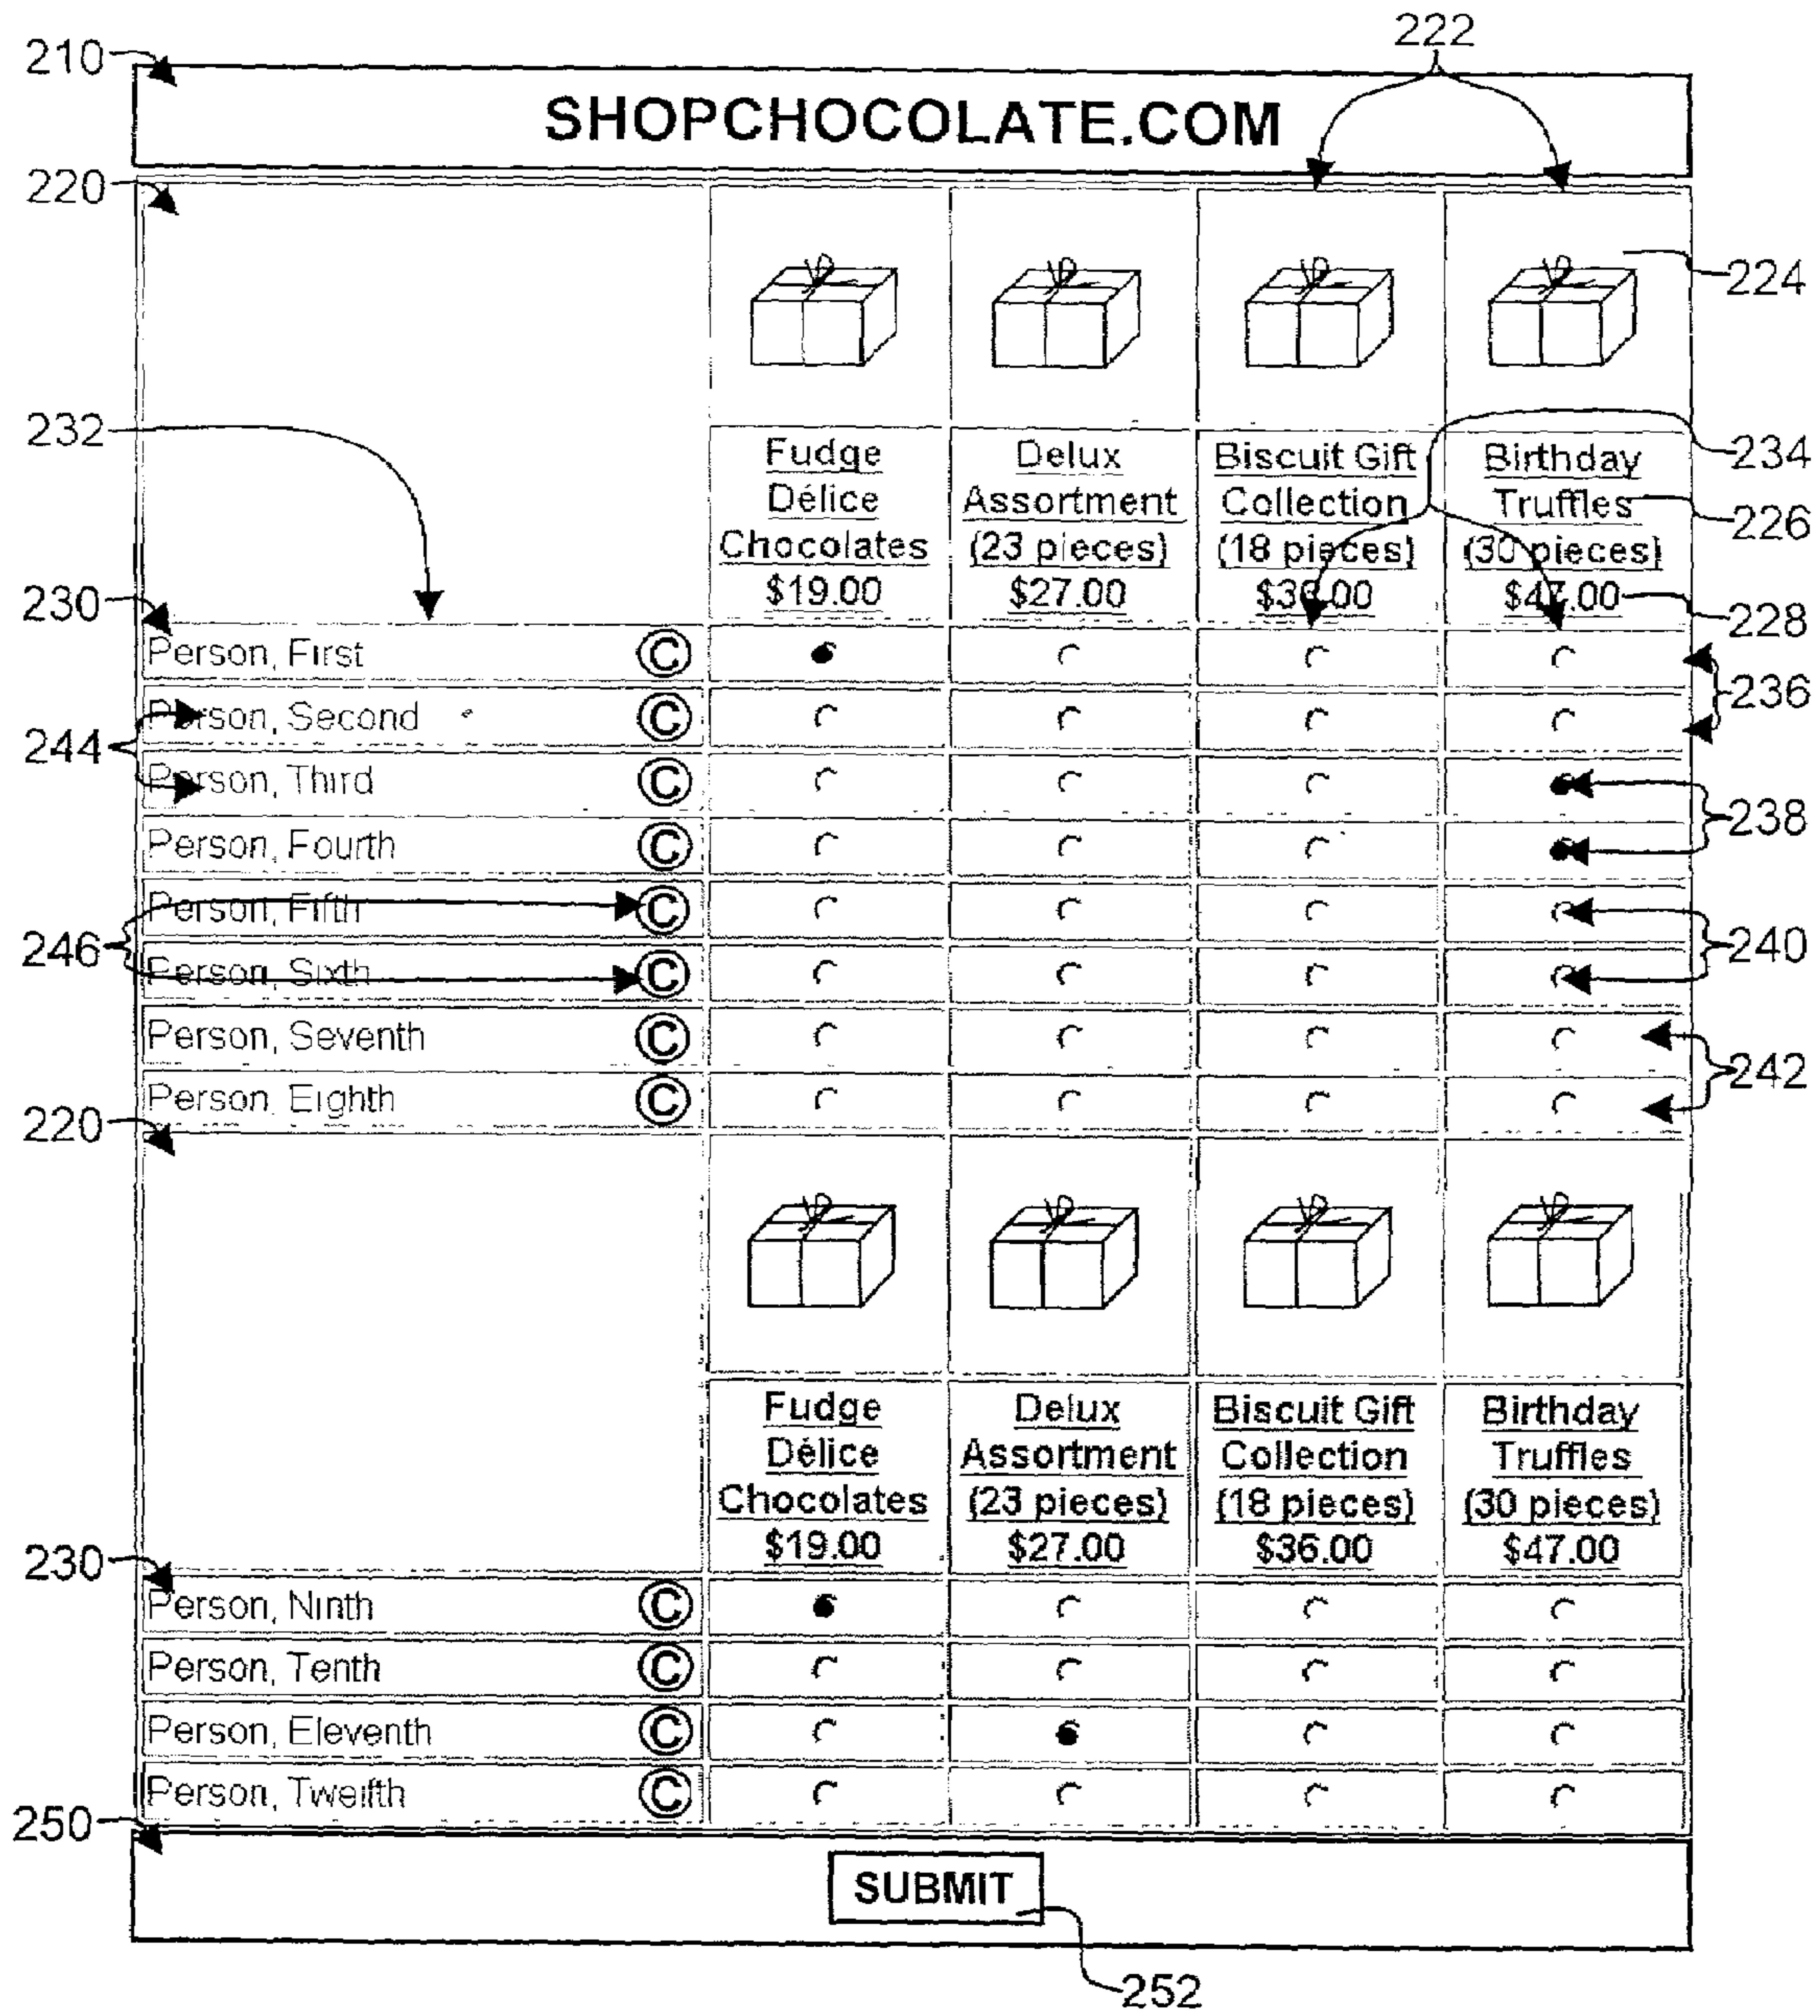 222
210
SHOPCHOCOLATE.COM
220
224
232
Fudge Délice Chocolates $19.00
Delux Assortment (23 pieces) $27.00
Biscuit Gift Collection (18 pieces) $36.00
Birthday Truffles (30 pieces) $47.00
234
226
228
230
Person, First ©
236
Person, Second ©
244
Person, Third ©
238
Person, Fourth ©
Person, Fifth ©
246
240
Person, Sixth ©
Person, Seventh ©
242
Person, Eighth ©
220
Fudge Délice Chocolates $19.00
Delux Assortment (23 pieces) $27.00
Biscuit Gift Collection (18 pieces) $36.00
Birthday Truffles (30 pieces) $47.00
230
Person, Ninth ©
Person, Tenth ©
Person, Eleventh ©
Person, Twelfth ©
250
SUBMIT
252